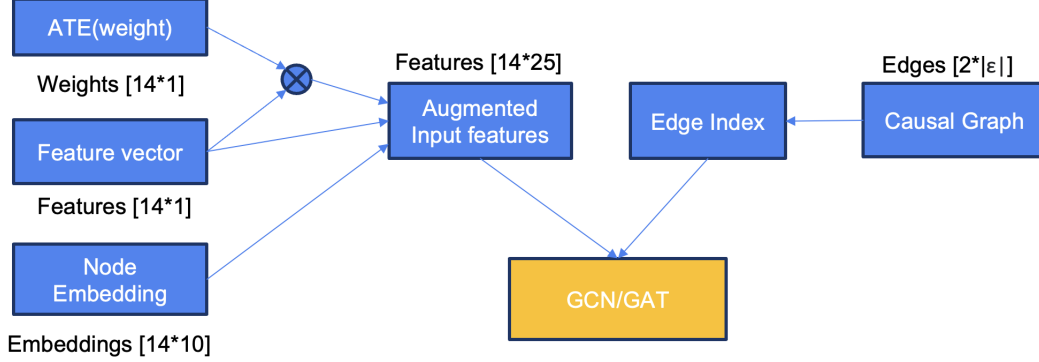 ATE(weight)
Weights [14*1]
Feature vector
Features [14*1]
Node
Embedding
Embeddings [14*10]
Features [14*25]
Augmented
Input features
Edge Index
Edges [2*|ε|]
Causal Graph
GCN/GAT